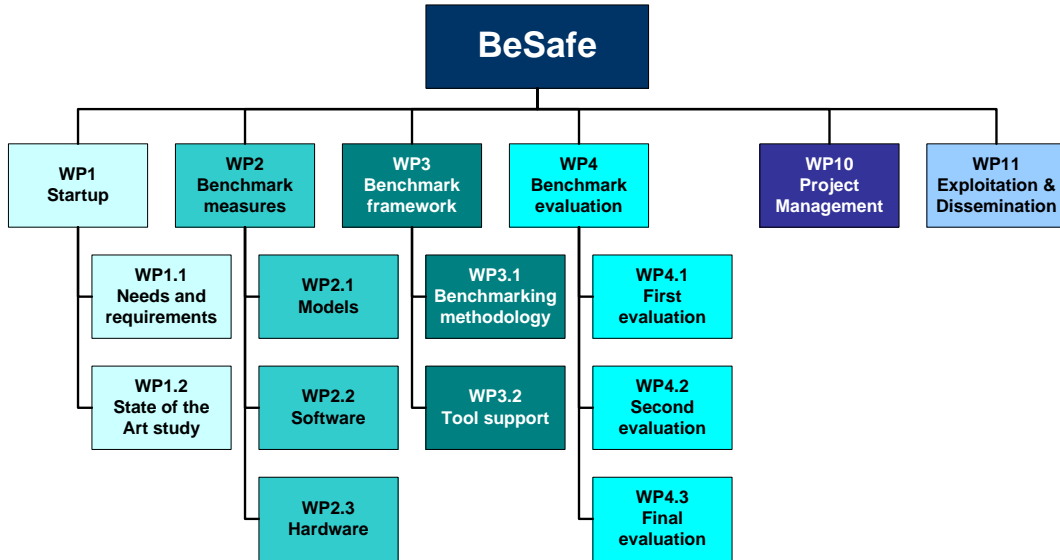 BeSafe
WP1
Startup
WP2
Benchmark
measures
WP3
Benchmark
framework
WP4
Benchmark
evaluation
WP10
Project
Management
WP11
Exploitation &
Dissemination
WP1.1
Needs and
requirements
WP2.1
Models
WP3.1
Benchmarking
methodology
WP4.1
First
evaluation
WP1.2
State of the
Art study
WP2.2
Software
WP3.2
Tool support
WP4.2
Second
evaluation
WP2.3
Hardware
WP4.3
Final
evaluation